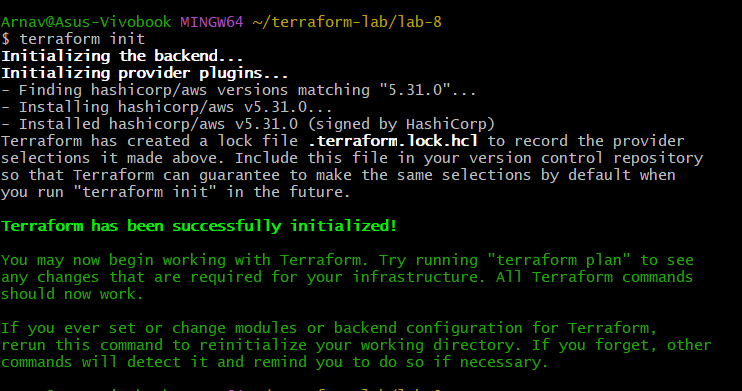 Arnav@Asus-Vivobook MINGW64 ~/terraform-lab/lab-8
$ terraform init
Initializing the backend...
Initializing provider plugins...
- Finding hashicorp/aws versions matching "5.31.0"...
- Installing hashicorp/aws v5.31.0...
- Installed hashicorp/aws v5.31.0 (signed by HashiCorp)
Terraform has created a lock file .terraform.lock.hcl to record the provider
selections it made above. Include this file in your version control repository
so that Terraform can guarantee to make the same selections by default when
you run "terraform init" in the future.
Terraform has been successfully initialized!
You may now begin working with Terraform. Try running "terraform plan" to see
any changes that are required for your infrastructure. All Terraform commands
should now work.
If you ever set or change modules or backend configuration for Terraform,
rerun this command to reinitialize your working directory. If you forget, other
commands will detect it and remind you to do so if necessary.